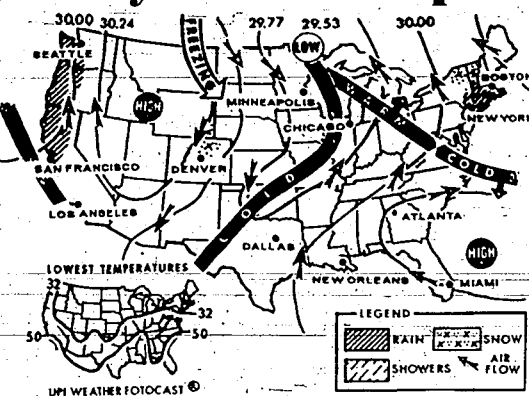 30.00 30.24 29.77 29.53 30.00
SEATTLE
FREEZING
LOW
BOSTON
HIGH
MINNEAPOLIS
WARM
NEW YORK
CHICAGO
SAN FRANCISCO
DENVER
COLD
COLD
LOS ANGELES
ATLANTA
DALLAS
HIGH
LOWEST TEMPERATURES
NEW ORLEANS
MIAMI
32
32
50
50
LEGEND
RAIN
SNOW
SHOWERS
AIR
FLOW
UPI WEATHER FOTOCAST ®